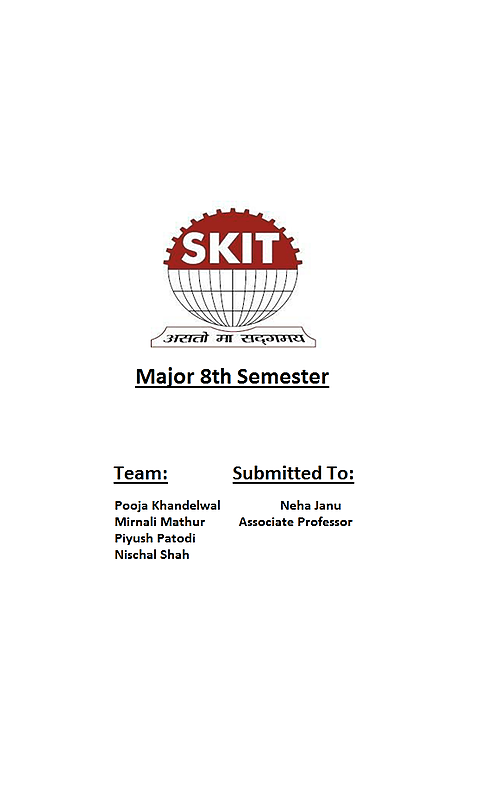 SKIT
असतो मा सद्गमय
Major 8th Semester
Team: Submitted To:
Pooja Khandelwal Neha Janu
Mirnali Mathur Associate Professor
Piyush Patodi
Nischal Shah